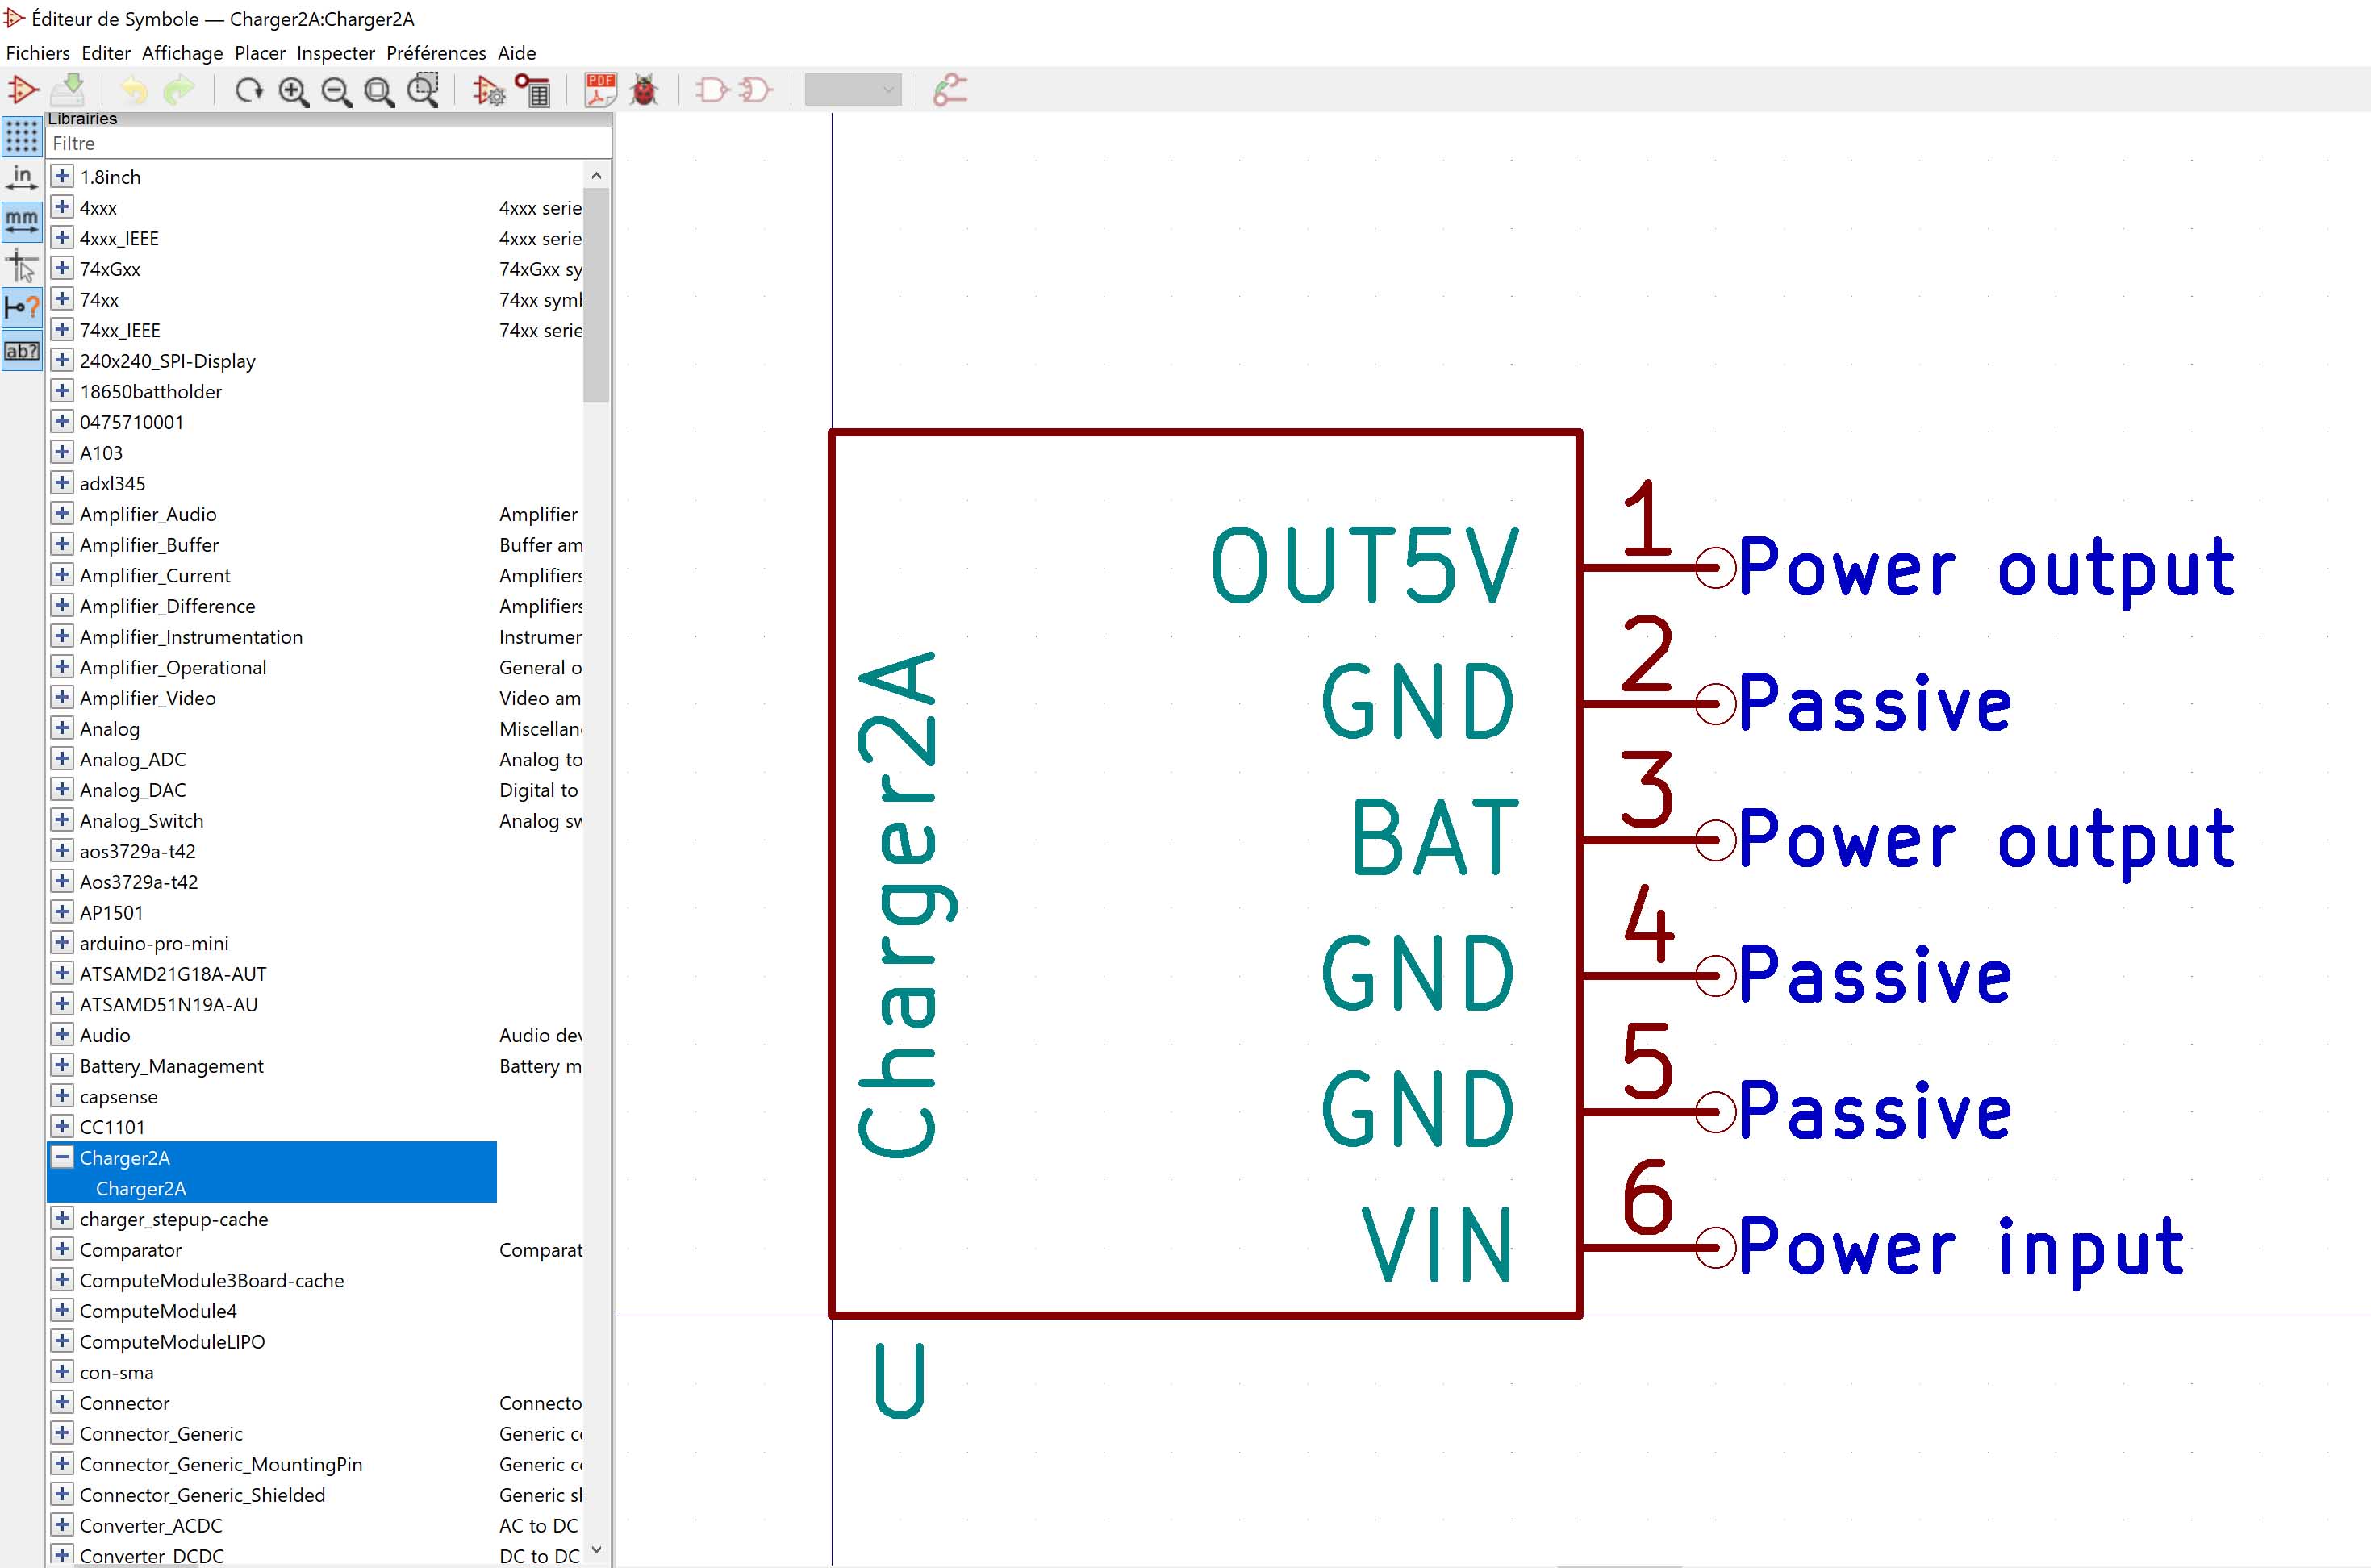 Éditeur de Symbole — Charger2A:Charger2A
Fichiers Editer Affichage Placer Inspecter Préférences Aide
PDF
Librairies
Filtre
in
mm
ab?
1.8inch
4xxx 4xxx serie
4xxx_IEEE 4xxx serie
74xGxx 74xGxx sy
74xx 74xx symb
74xx_IEEE 74xx serie
240x240_SPI-Display
18650battholder
0475710001
A103
adxl345
Amplifier_Audio Amplifier
Amplifier_Buffer Buffer am
Amplifier_Current Amplifiers
Amplifier_Difference Amplifiers
Amplifier_Instrumentation Instrumen
Amplifier_Operational General o
Amplifier_Video Video am
Analog Miscellane
Analog_ADC Analog to
Analog_DAC Digital to
Analog_Switch Analog sw
aos3729a-t42
Aos3729a-t42
AP1501
arduino-pro-mini
ATSAMD21G18A-AUT
ATSAMD51N19A-AU
Audio Audio dev
Battery_Management Battery m
capsense
CC1101
Charger2A
Charger2A
charger_stepup-cache
Comparator Comparat
ComputeModule3Board-cache
ComputeModule4
ComputeModuleLIPO
con-sma
Connector Connecto
Connector_Generic Generic co
Connector_Generic_MountingPin Generic co
Connector_Generic_Shielded Generic sh
Converter_ACDC AC to DC
Converter_DCDC DC to DC
Charger2A
OUT5V 1 Power output
GND 2 Passive
BAT 3 Power output
GND 4 Passive
GND 5 Passive
VIN 6 Power input
U